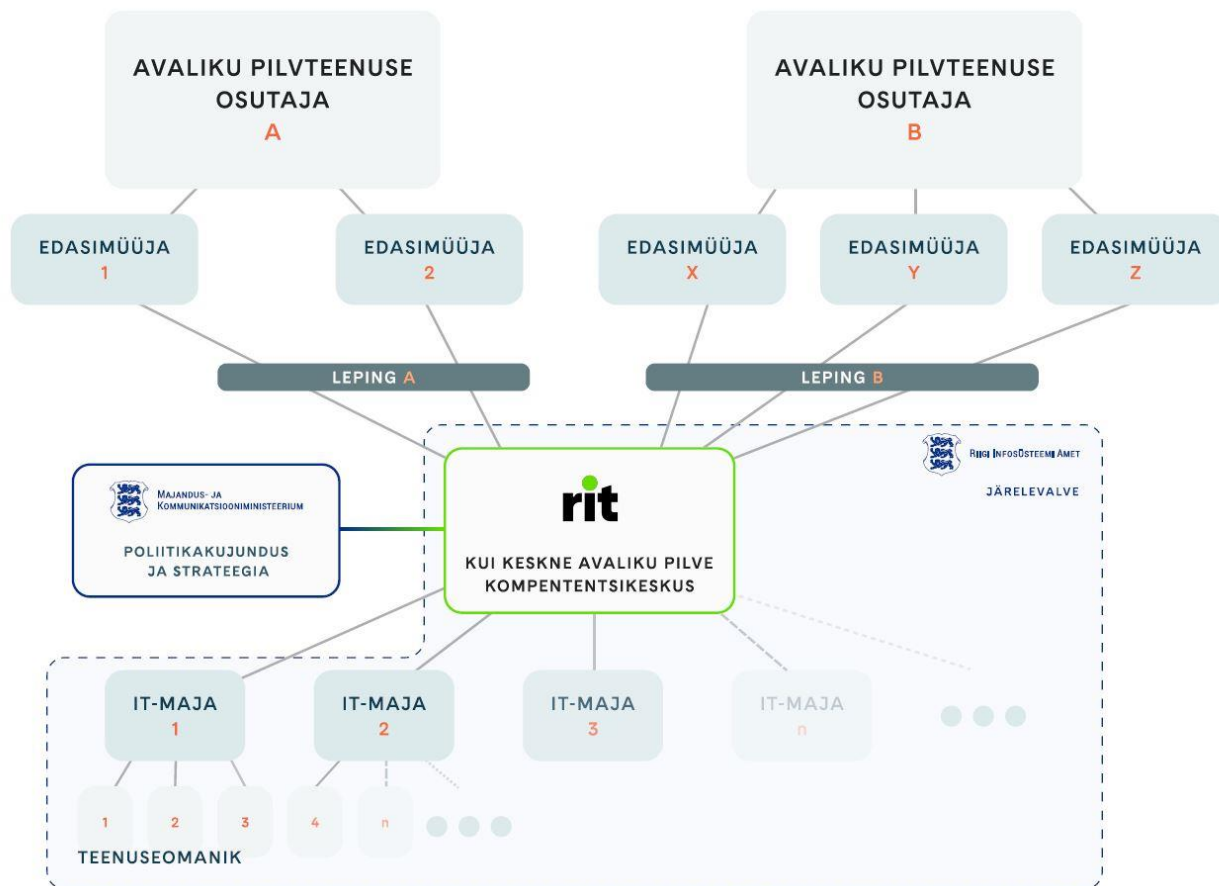 AVALIKU PILVTEENUSE
OSUTAJA
A
AVALIKU PILVTEENUSE
OSUTAJA
B
EDASIMÜÜJA
1
EDASIMÜÜJA
2
EDASIMÜÜJA
X
EDASIMÜÜJA
Y
EDASIMÜÜJA
Z
LEPING A
LEPING B
RIIGI INFOSÜSTEEMI AMET
JÄRELEVALVE
MAJANDUS- JA
KOMMUNIKATSIOONIMINISTEERIUM
POLIITIKAKUJUNDUS
JA STRATEEGIA
rit
KUI KESKNE AVALIKU PILVE
KOMPENTENTSIKESKUS
IT-MAJA
1
IT-MAJA
2
IT-MAJA
3
IT-MAJA
n
1
2
3
4
n
TEENUSEOMANIK